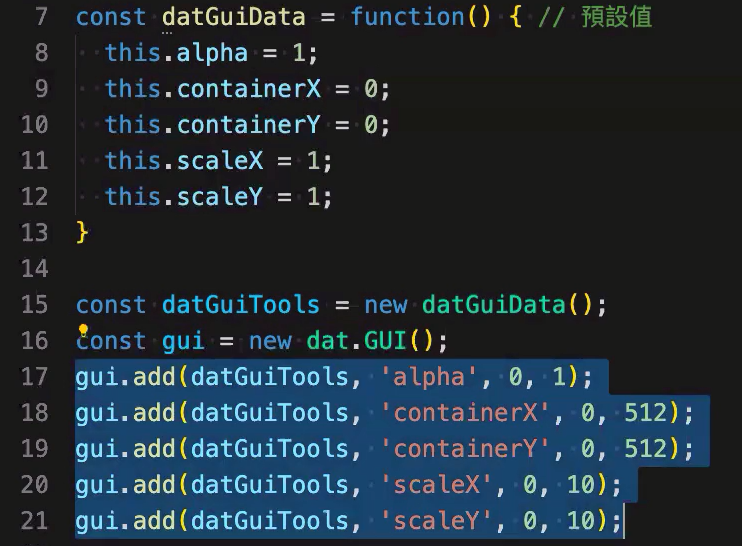 7 const datGuiData = function() { // 預設值
8 this.alpha = 1;
9 this.containerX = 0;
10 this.containerY = 0;
11 this.scaleX = 1;
12 this.scaleY = 1;
13 }
14
15 const datGuiTools = new datGuiData();
16 const gui = new dat.GUI();
17 gui.add(datGuiTools, 'alpha', 0, 1);
18 gui.add(datGuiTools, 'containerX', 0, 512);
19 gui.add(datGuiTools, 'containerY', 0, 512);
20 gui.add(datGuiTools, 'scaleX', 0, 10);
21 gui.add(datGuiTools, 'scaleY', 0, 10);